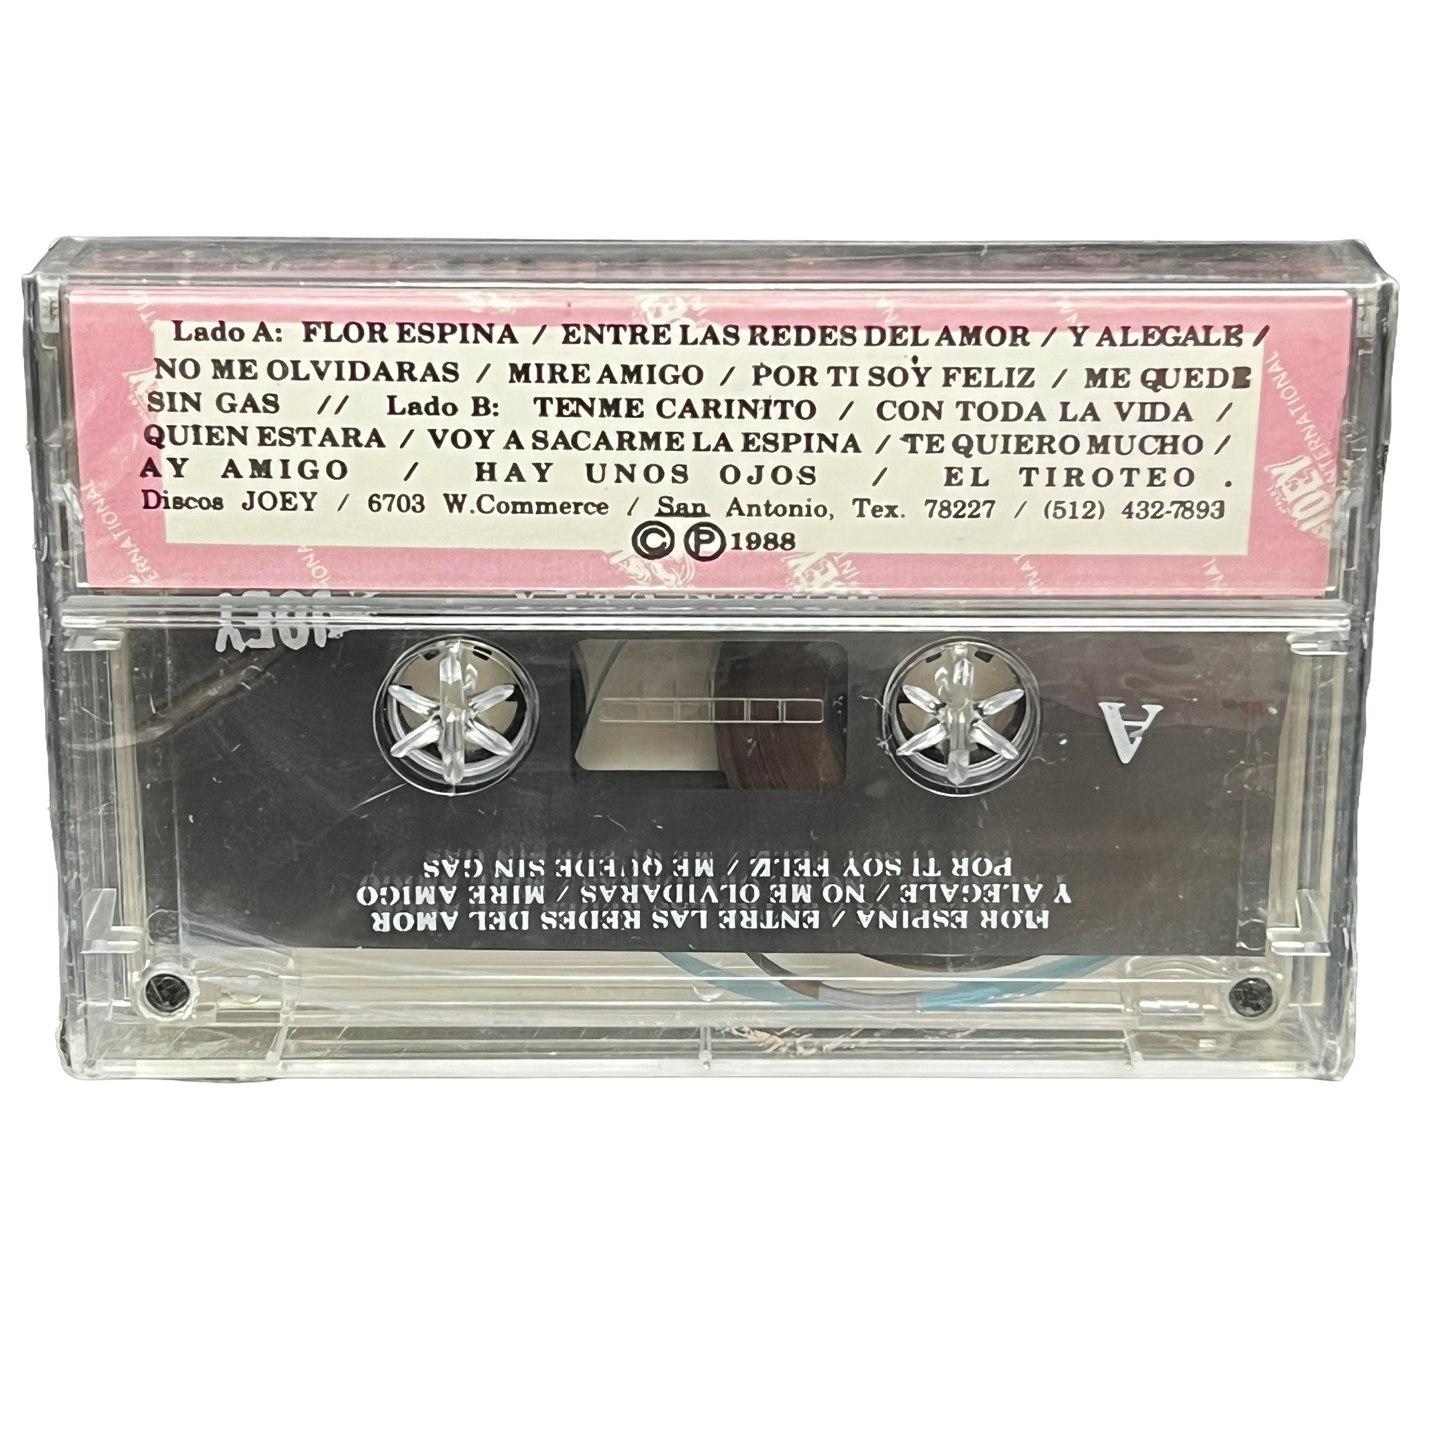 Lado A: FLOR ESPINA / ENTRE LAS REDES DEL AMOR / Y ALEGALE /
NO ME OLVIDARAS / MIRE AMIGO / POR TI SOY FELIZ / ME QUEDE
SIN GAS // Lado B: TENME CARINITO / CON TODA LA VIDA /
QUIEN ESTARA / VOY A SACARME LA ESPINA / TE QUIERO MUCHO /
AY AMIGO / HAY UNOS OJOS / EL TIROTEO .
Discos JOEY / 6703 W.Commerce / San Antonio, Tex. 78227 / (512) 432-7893
© ℗ 1988
INTERNATIONAL
JOEY
JOEY
JOEY
A
FLOR ESPINA / ENTRE LAS REDES DEL AMOR
Y ALEGALE / NO ME OLVIDARAS / MIRE AMIGO
POR TI SOY FELIZ / ME QUEDE SIN GAS